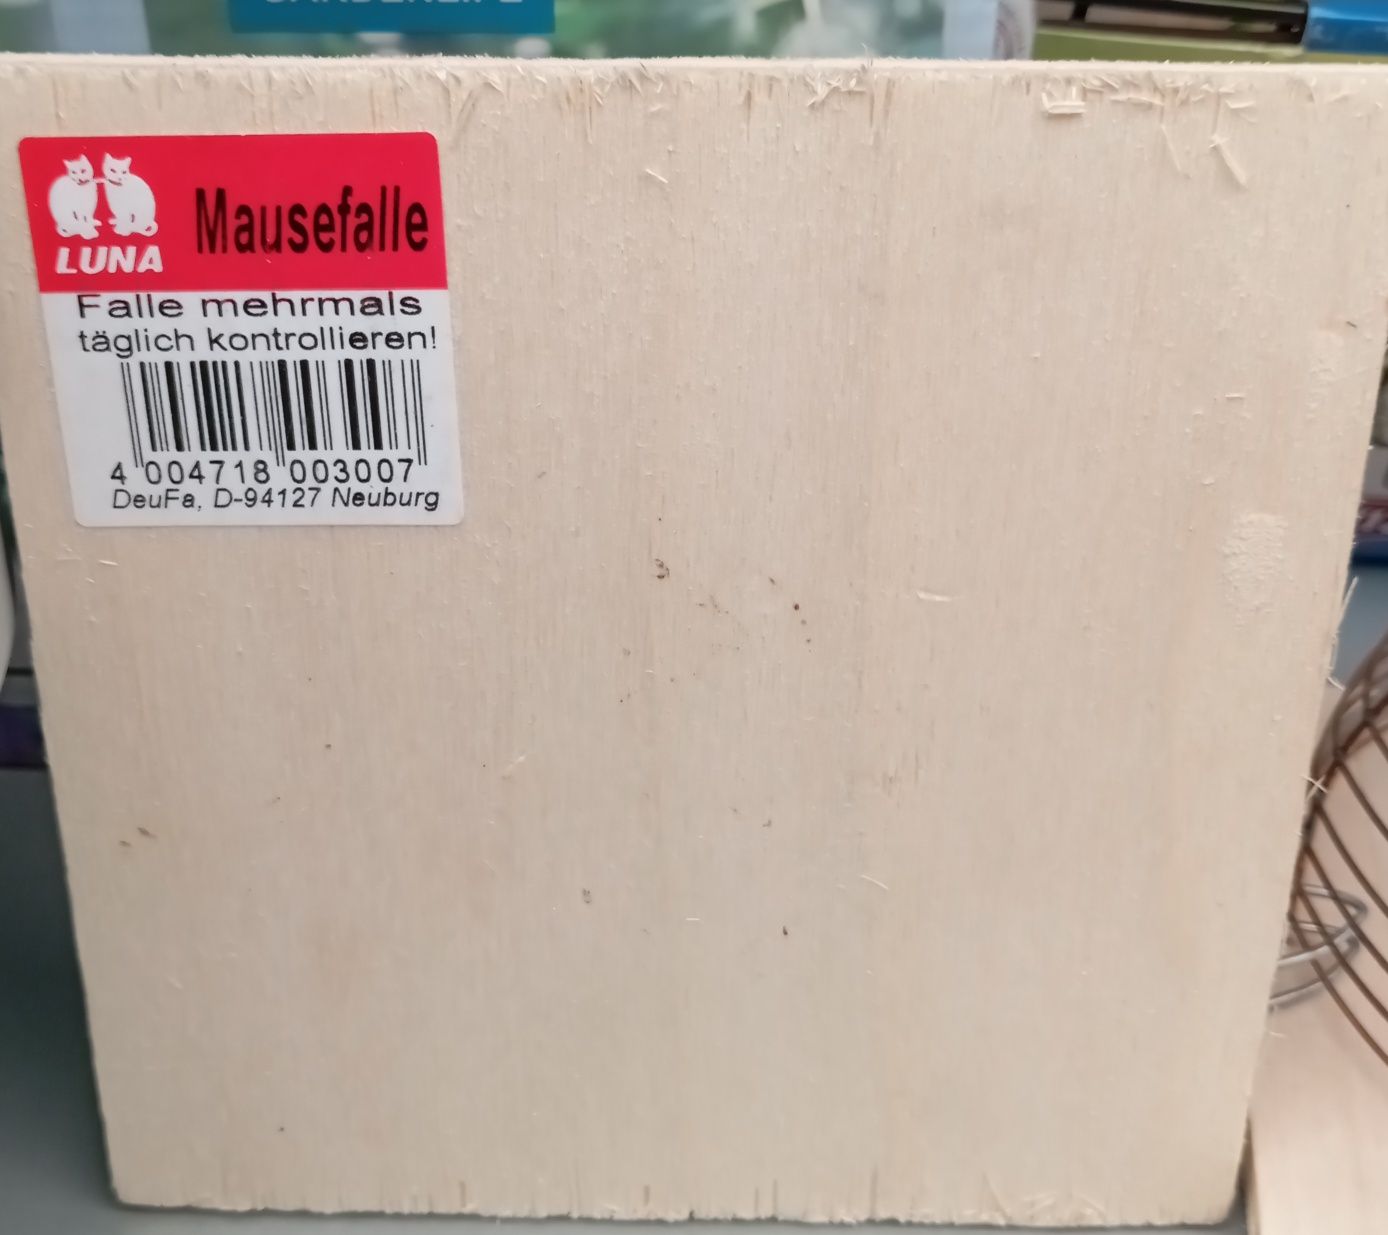 LUNA
Mausefalle
Falle mehrmals
täglich kontrollieren!
4 004718 003007
DeuFa, D-94127 Neuburg